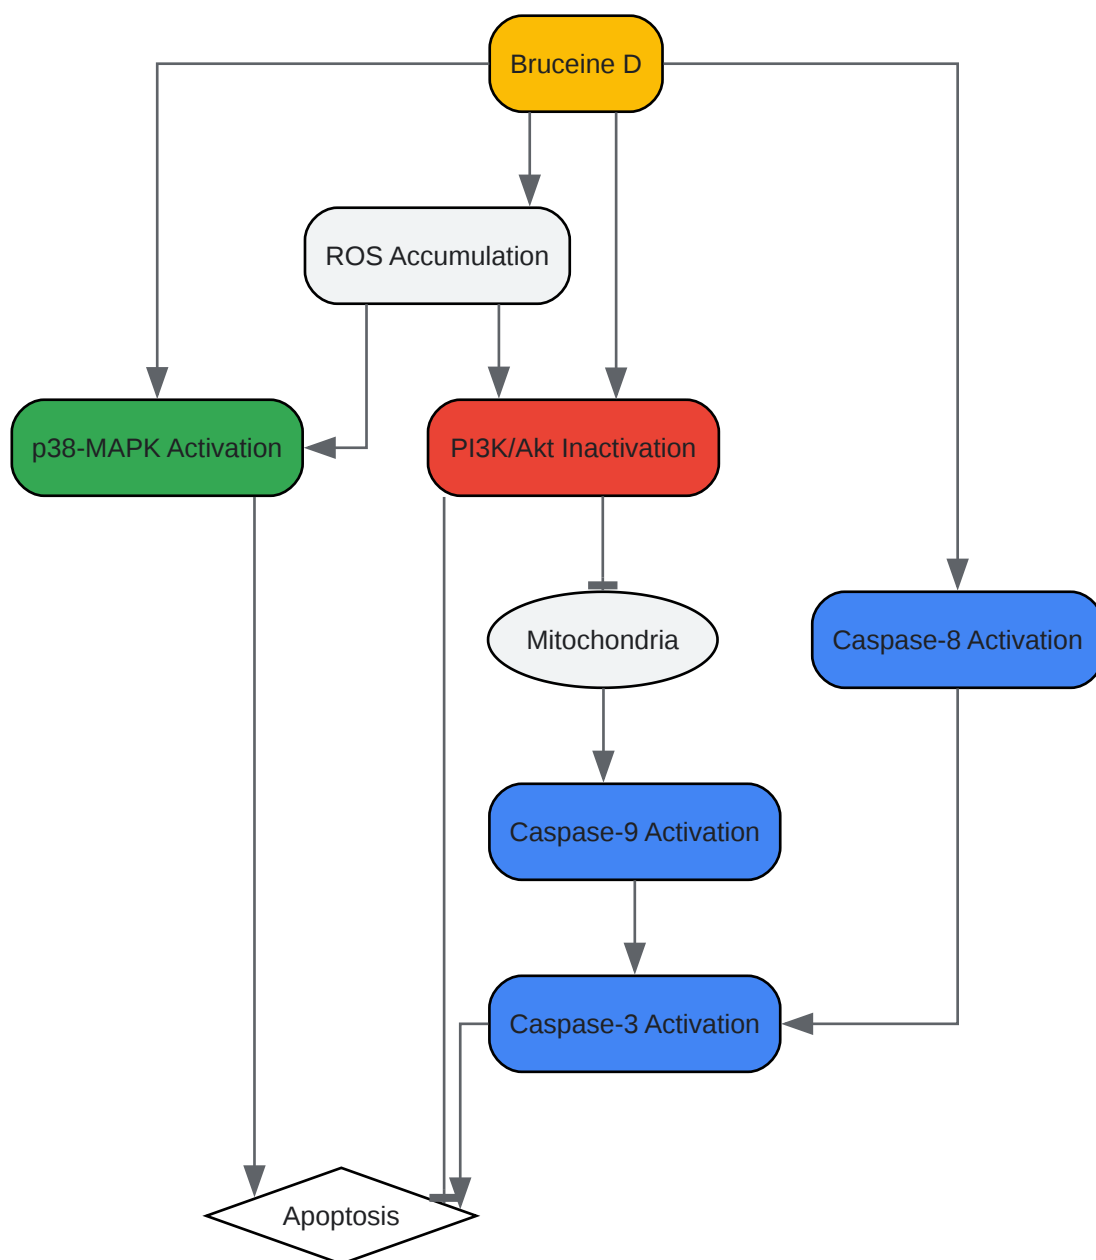 Bruceine D
ROS Accumulation
p38-MAPK Activation
PI3K/Akt Inactivation
Mitochondria
Caspase-8 Activation
Caspase-9 Activation
Caspase-3 Activation
Apoptosis